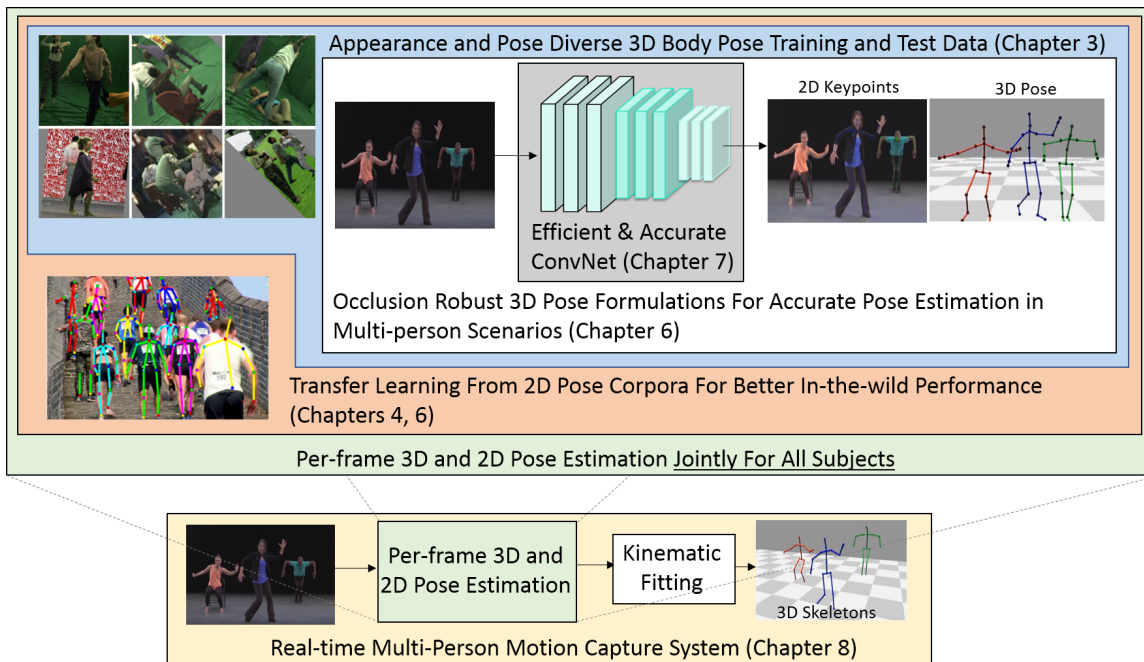 Appearance and Pose Diverse 3D Body Pose Training and Test Data (Chapter 3)
2D Keypoints
3D Pose
Efficient & Accurate
ConvNet (Chapter 7)
Occlusion Robust 3D Pose Formulations For Accurate Pose Estimation in
Multi-person Scenarios (Chapter 6)
Transfer Learning From 2D Pose Corpora For Better In-the-wild Performance
(Chapters 4, 6)
Per-frame 3D and 2D Pose Estimation Jointly For All Subjects
Per-frame 3D and
2D Pose Estimation
Kinematic
Fitting
3D Skeletons
Real-time Multi-Person Motion Capture System (Chapter 8)